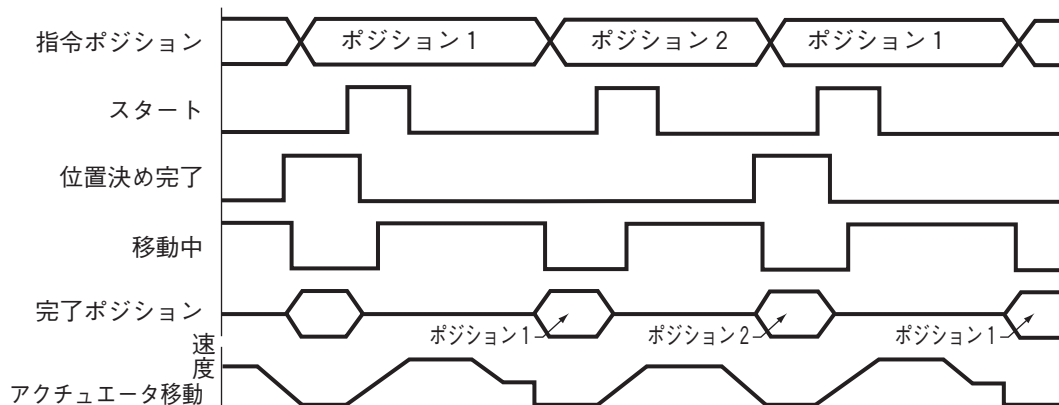 指令ポジション
ポジション1
ポジション2
ポジション1
スタート
位置決め完了
移動中
完了ポジション
ポジション1
ポジション2
ポジション1
速度
アクチュエータ移動